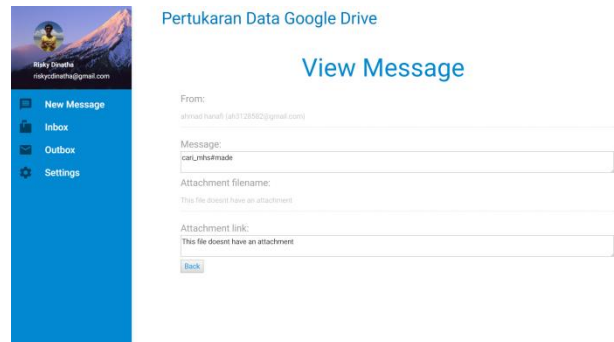 Risky Dinatha
riskycdinatha@gmail.com
New Message
Inbox
Outbox
Settings
Pertukaran Data Google Drive
View Message
From:
ahmad hanafi (ah3128582@gmail.com)
Message:
cari_mhs#made
Attachment filename:
This file doesnt have an attachment
Attachment link:
This file doesnt have an attachment
Back